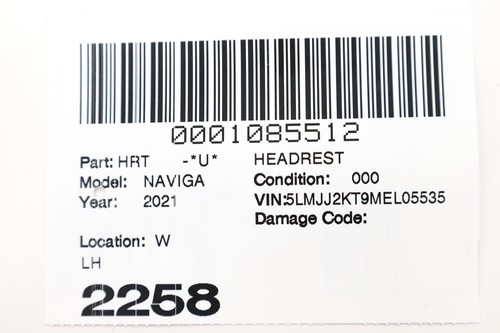 0001085512
Part: HRT -*U* HEADREST
Model: NAVIGA Condition: 000
Year: 2021 VIN:5LMJJ2KT9MEL05535
Damage Code:
Location: W
LH
2258